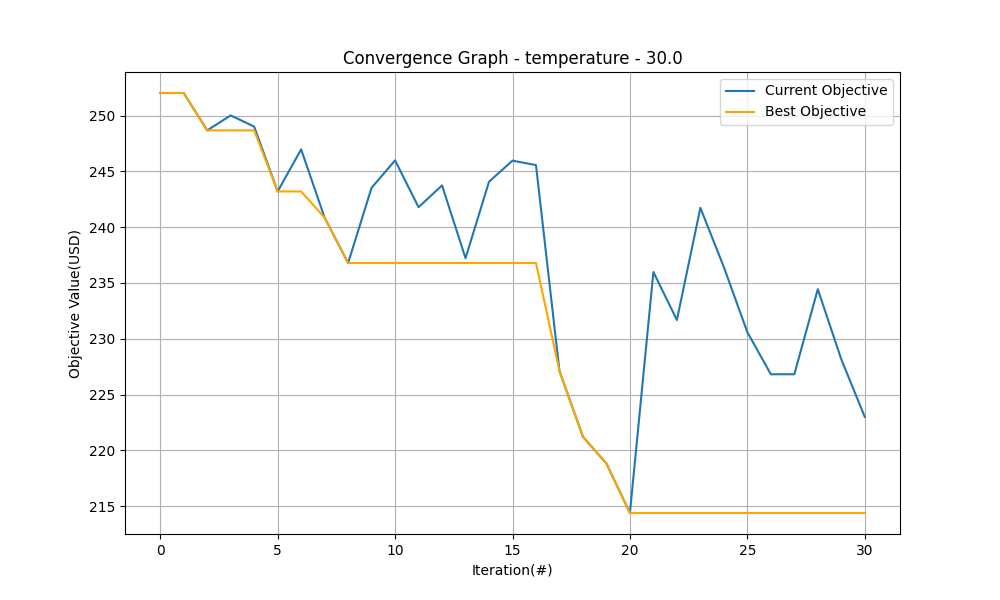 Convergence Graph - temperature - 30.0
Current Objective
Best Objective
250
245
240
235
230
225
220
215
Objective Value(USD)
0 5 10 15 20 25 30
Iteration(#)